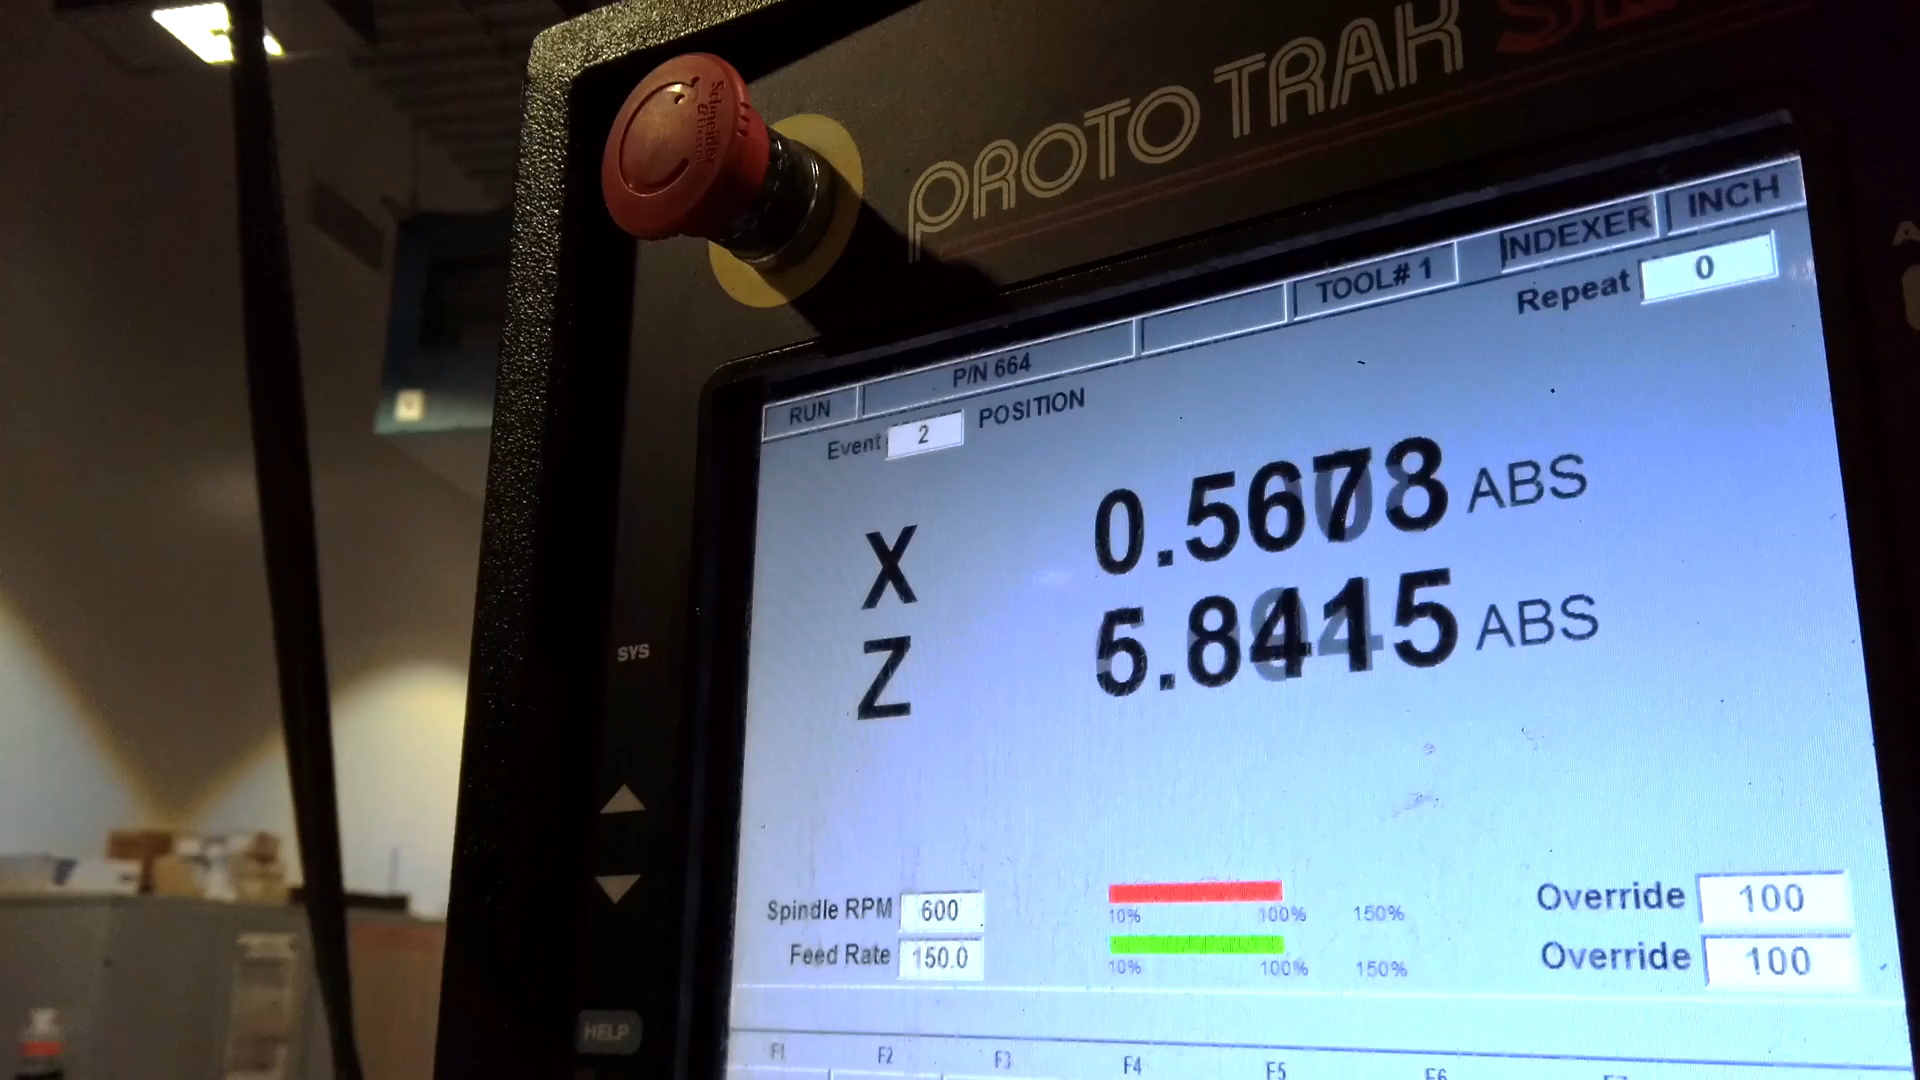 Schneider
Electric
PROTO TRAK
RUN P/N 664 TOOL# 1 INDEXER INCH
Event 2 POSITION Repeat 0
X 0.5678 ABS
Z 5.8415 ABS
SYS
Spindle RPM 600 10% 100% 150% Override 100
Feed Rate 150.0 10% 100% 150% Override 100
HELP
F1 F2 F3 F4 F5 F6